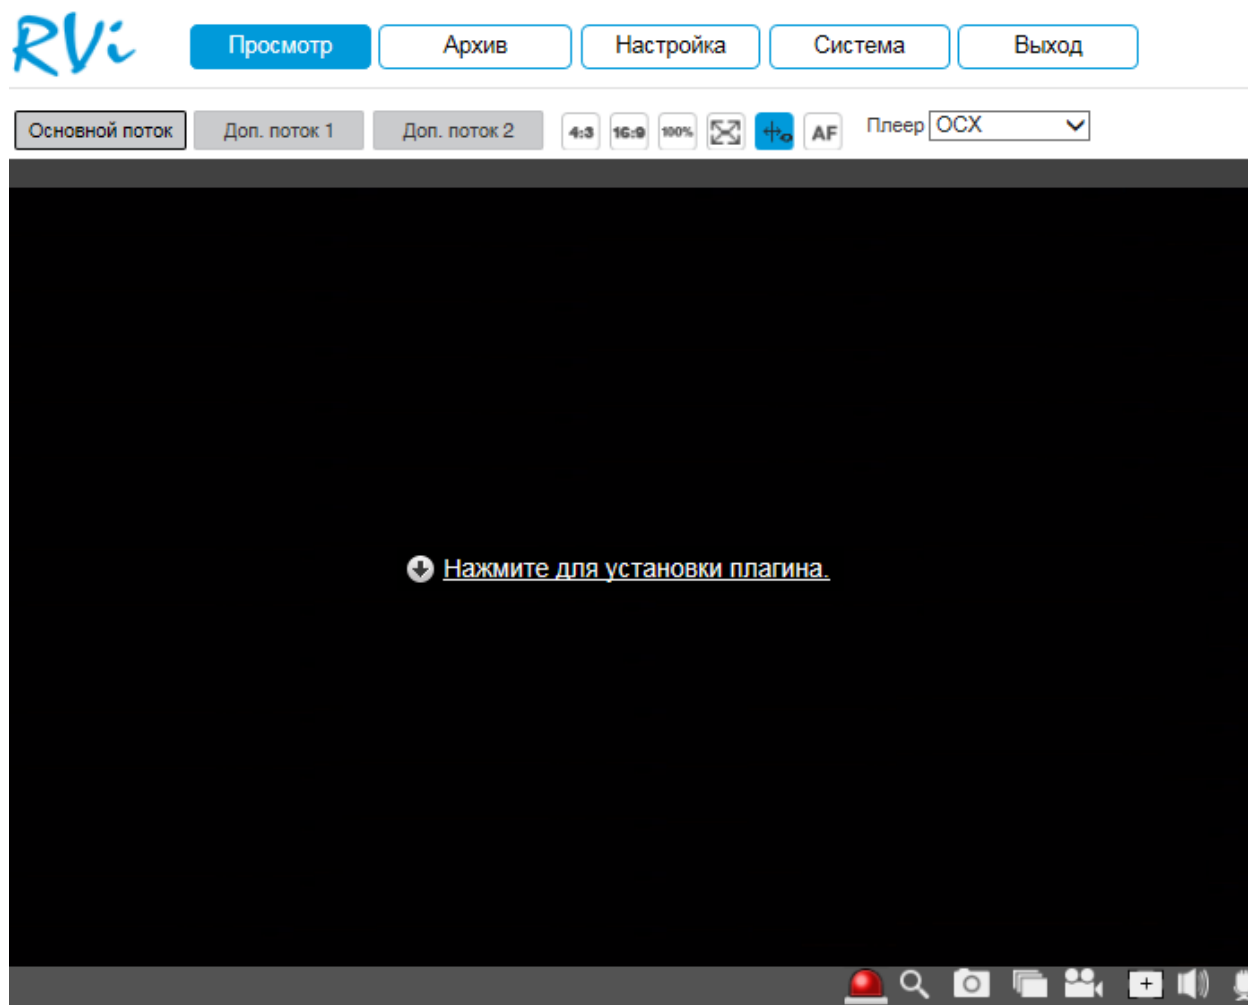 RVi
Просмотр Архив Настройка Система Выход
Основной поток Доп. поток 1 Доп. поток 2 4:3 16:9 100% AF Плеер OCX
Нажмите для установки плагина.